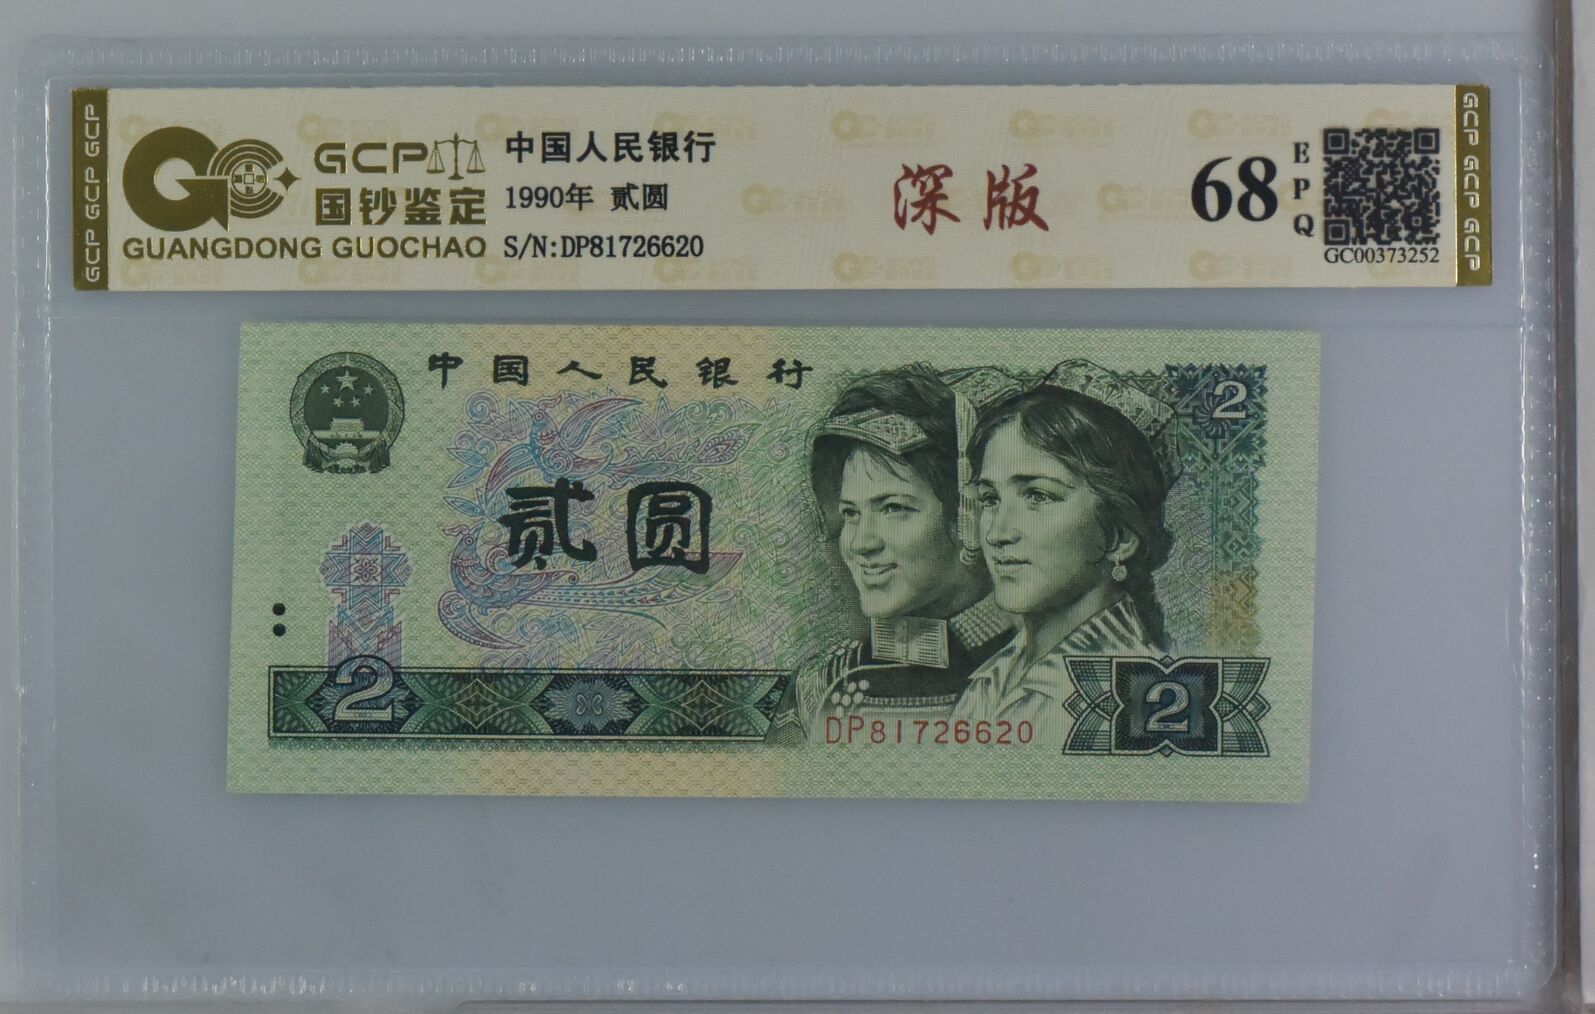 GCP GCP GCP
GCP
国钞鉴定
GUANGDONG GUOCHAO
中国人民银行
1990年 贰圆
S/N:DP81726620
深版
68
EPQ
GC00373252
GCP GCP GCP
中国人民银行
2
贰圆
2
DP81726620
2